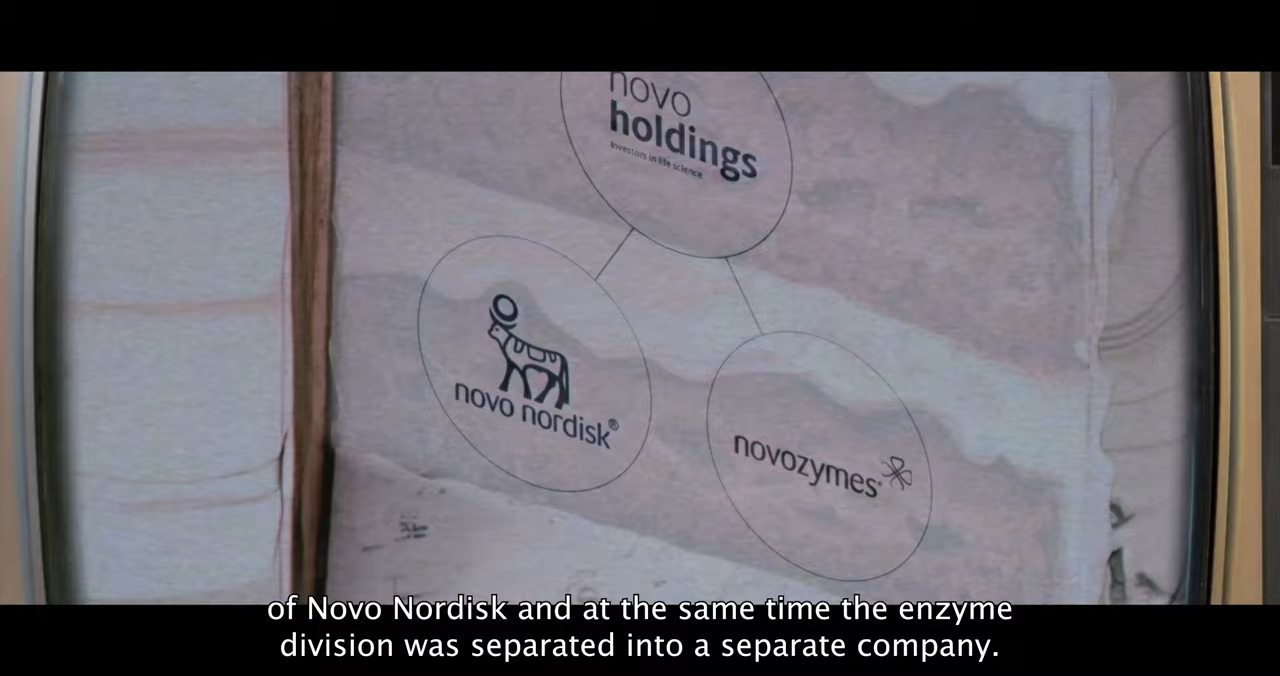 novo
holdings
Investors in life science
novo nordisk®
novozymes®
of Novo Nordisk and at the same time the enzyme
division was separated into a separate company.